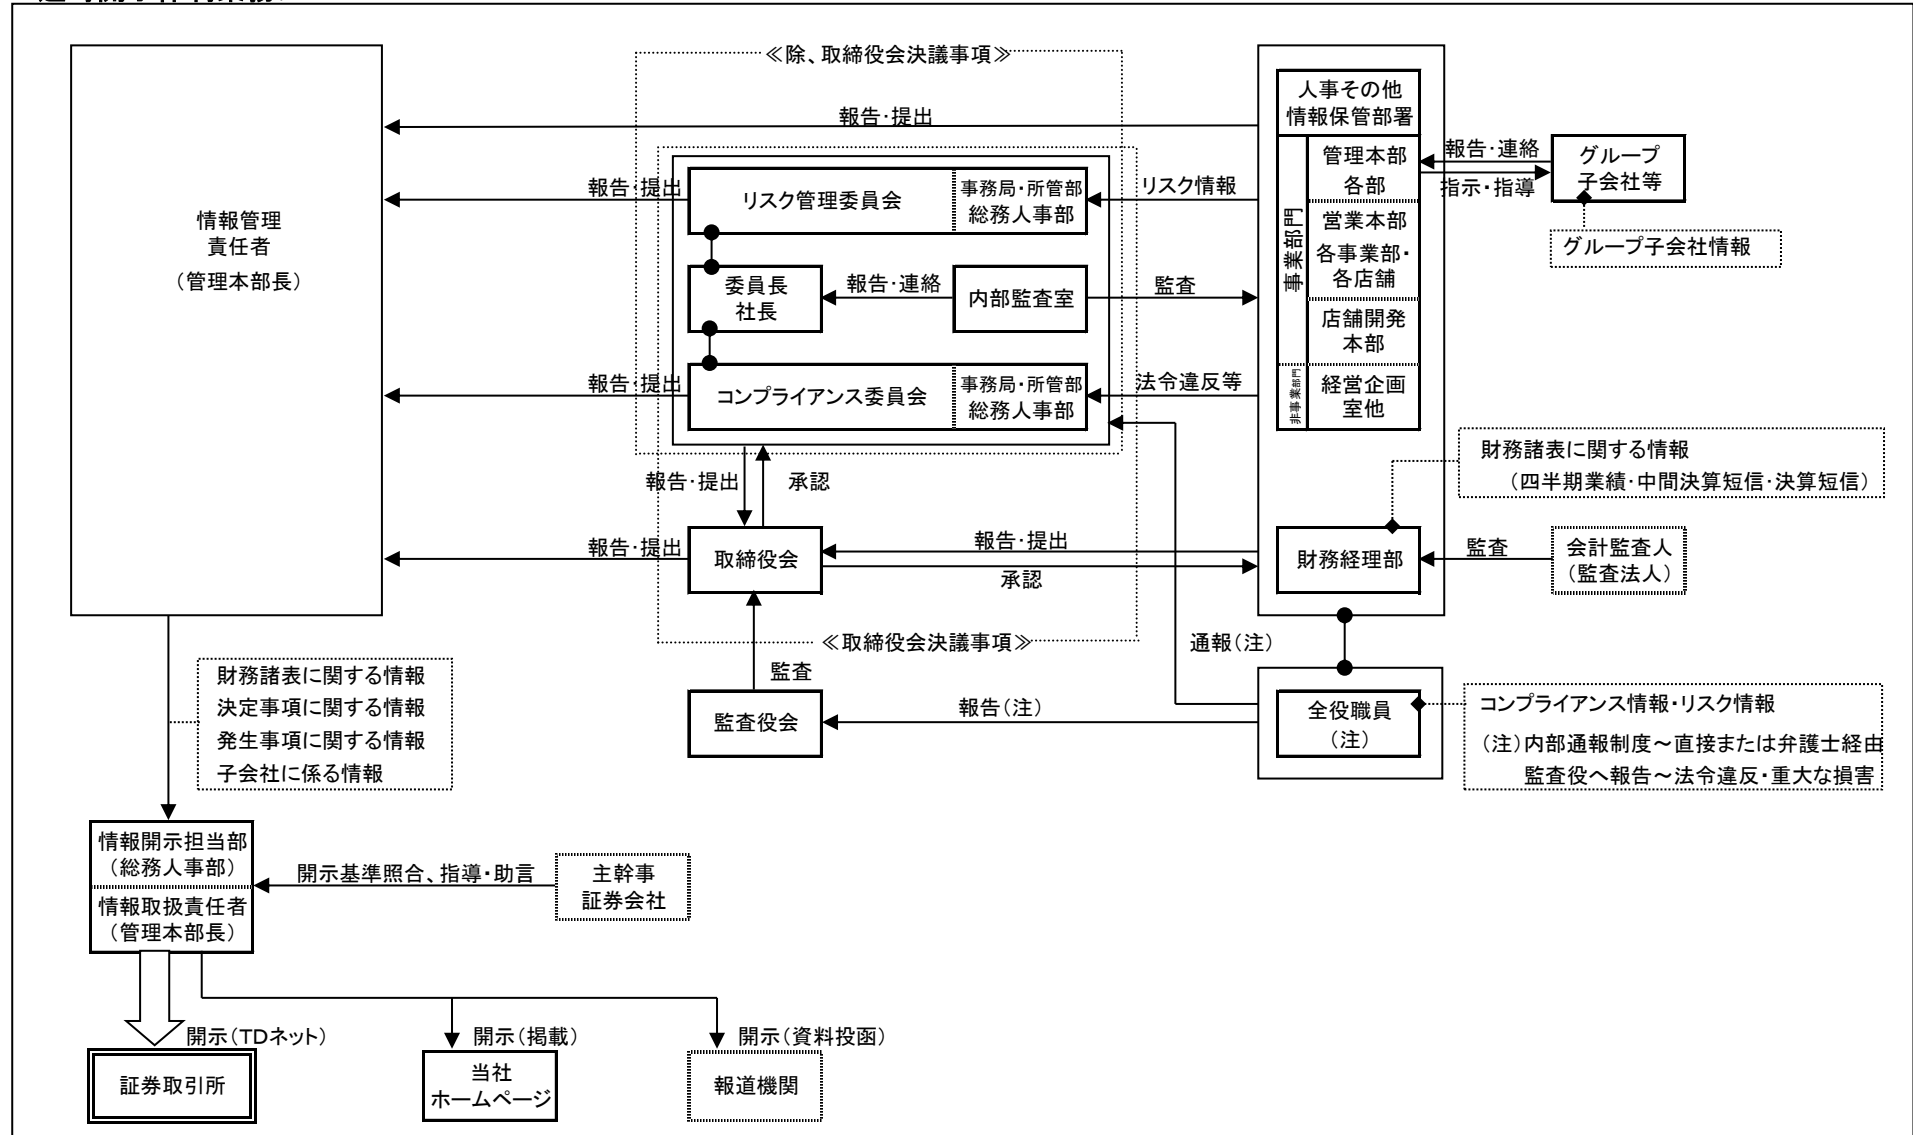 ≪除、取締役会決議事項≫
人事その他
情報保管部署
報告・提出
管理本部
各部
報告・連絡
指示・指導
グループ
子会社等
情報管理
責任者
（管理本部長）
報告・提出
リスク管理委員会
事務局・所管部
総務人事部
リスク情報
事業部門
営業本部
各事業部・
各店舗
グループ子会社情報
委員長
社長
報告・連絡
内部監査室
監査
店舗開発
本部
報告・提出
コンプライアンス委員会
事務局・所管部
総務人事部
法令違反等
非事業部門
経営企画
室他
財務諸表に関する情報
（四半期業績・中間決算短信・決算短信）
報告・提出
承認
報告・提出
取締役会
報告・提出
承認
財務経理部
監査
会計監査人
（監査法人）
≪取締役会決議事項≫
通報（注）
監査
財務諸表に関する情報
決定事項に関する情報
発生事項に関する情報
子会社に係る情報
監査役会
報告（注）
全役職員
（注）
コンプライアンス情報・リスク情報
（注）内部通報制度～直接または弁護士経由
監査役へ報告～法令違反・重大な損害
情報開示担当部
（総務人事部）
情報取扱責任者
（管理本部長）
開示基準照合、指導・助言
主幹事
証券会社
開示（TDネット）
開示（掲載）
開示（資料投函）
証券取引所
当社
ホームページ
報道機関